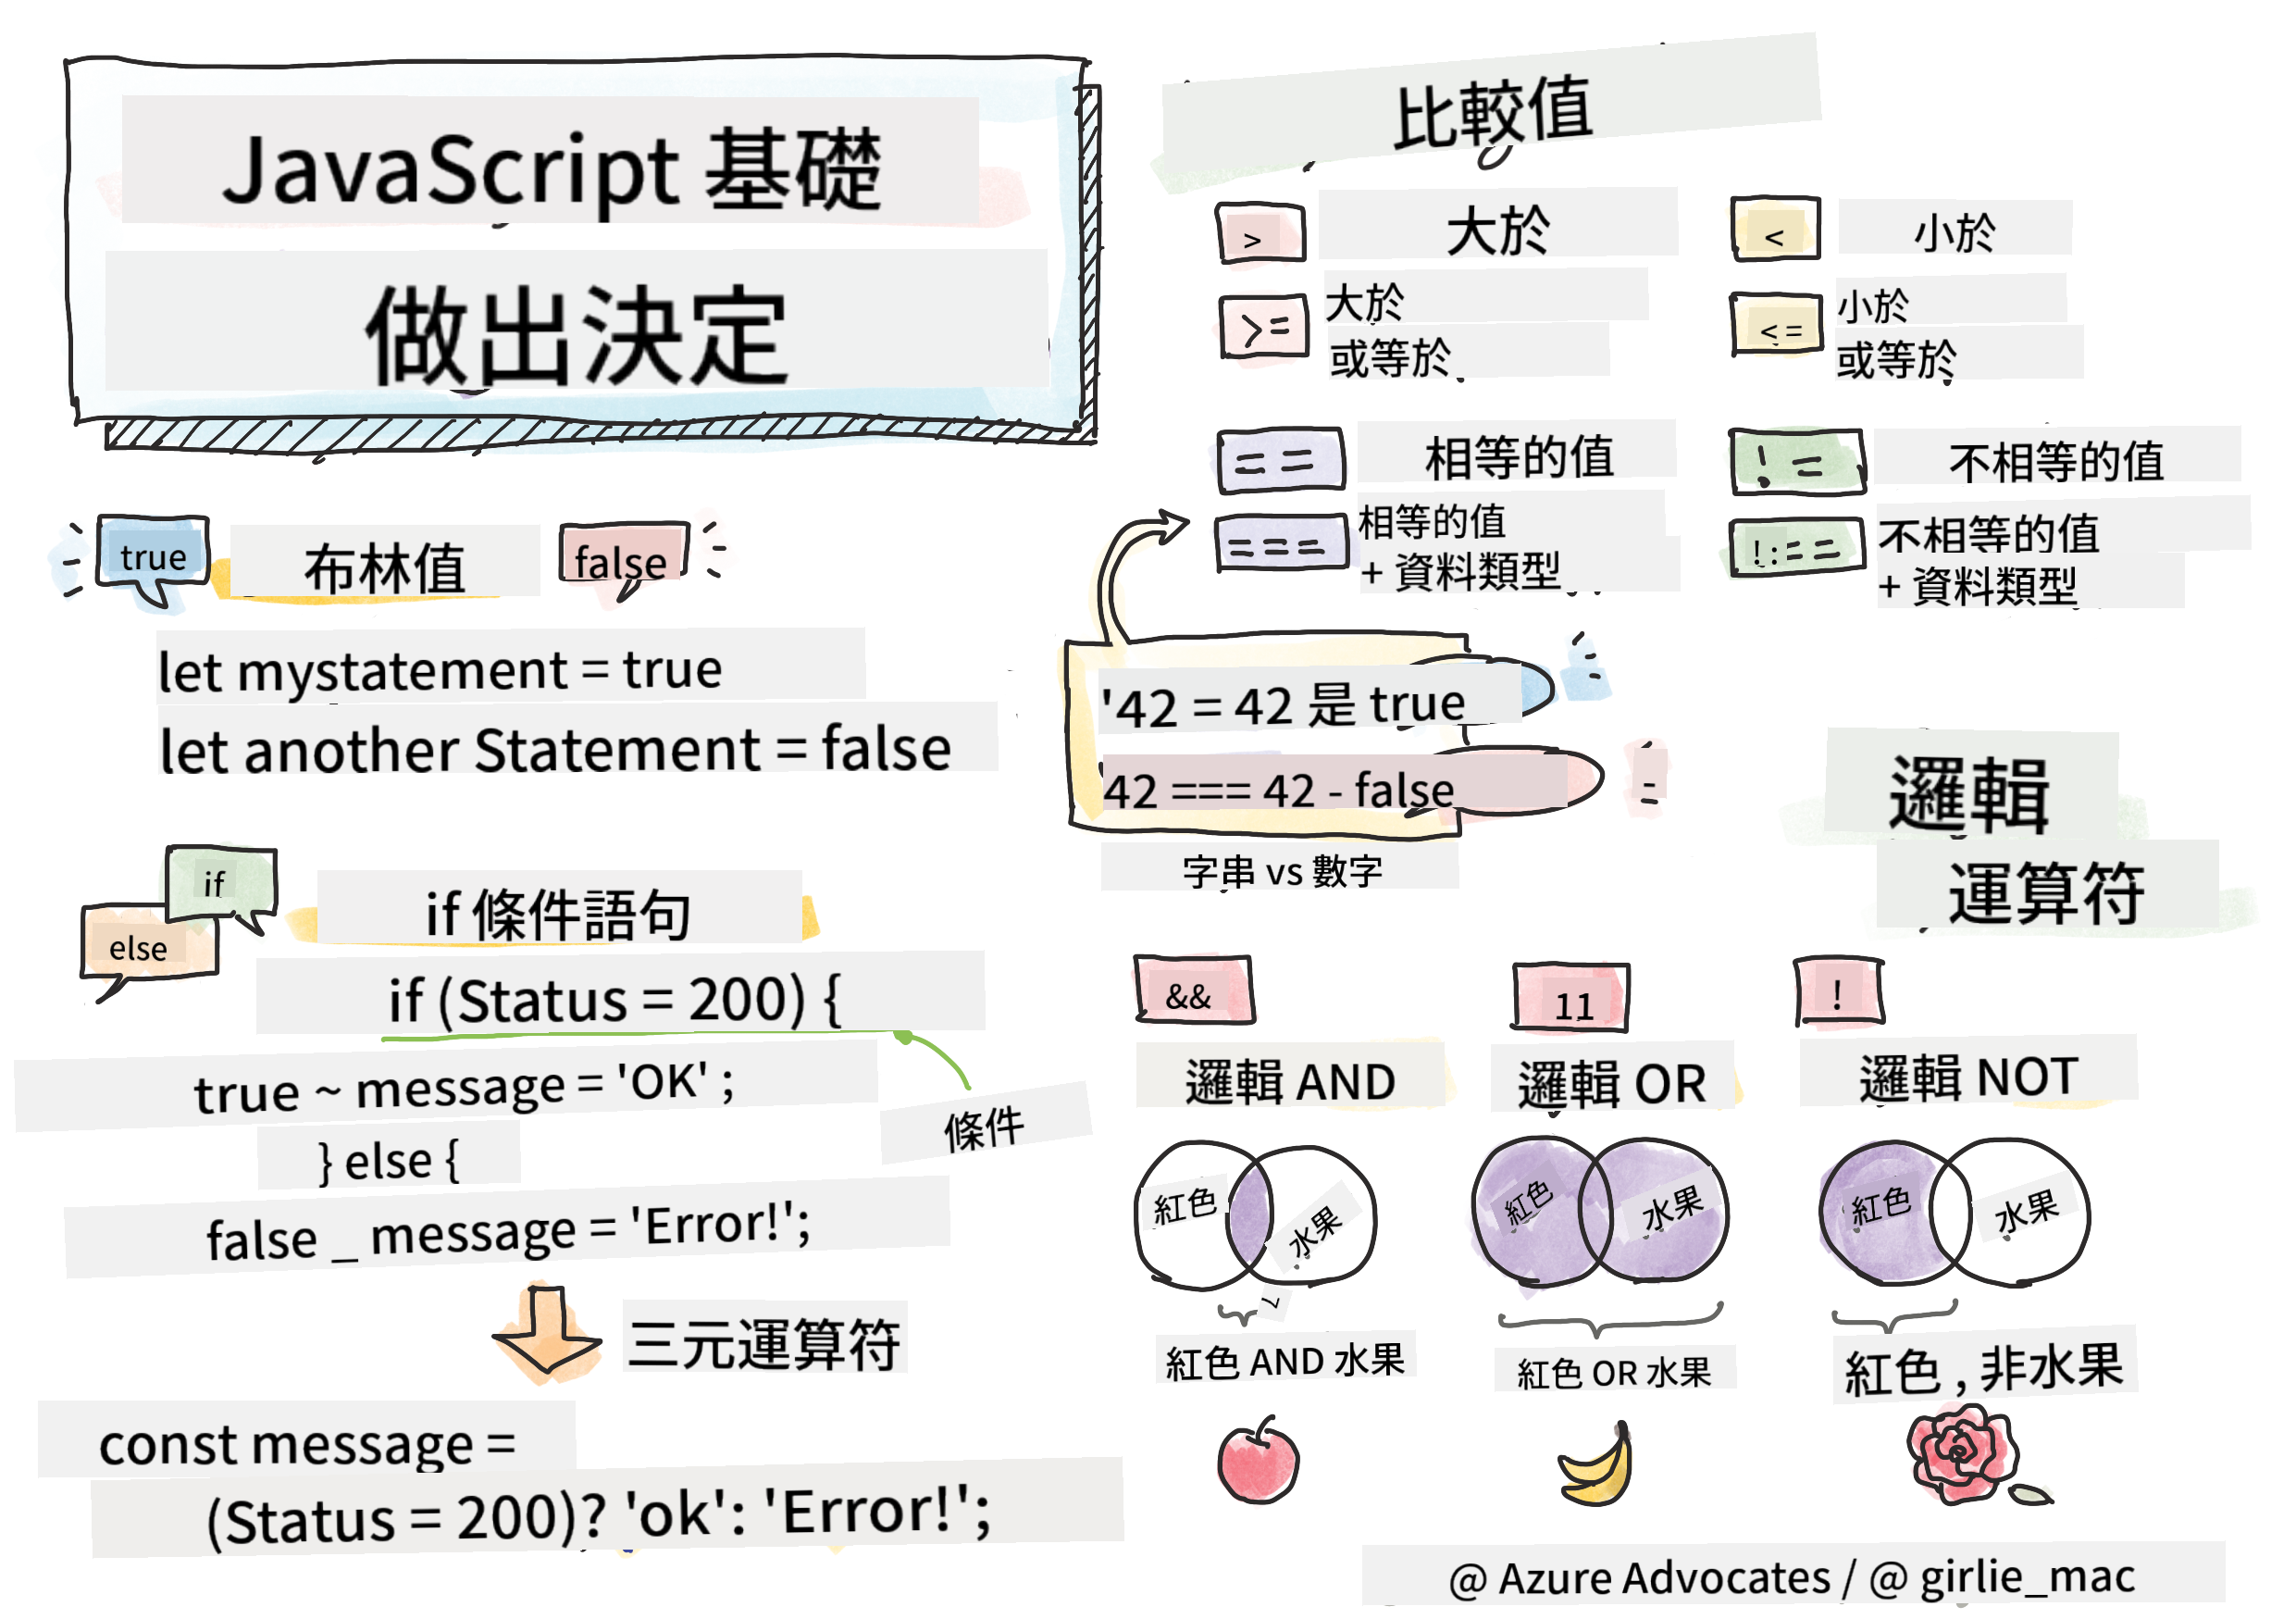 JavaScript 基礎
做出決定
true
布林值
false
let mystatement = true
let another Statement = false
if
else
if 條件語句
if (Status = 200) {
true ~ message = 'OK' ;
條件
} else {
false _ message = 'Error!';
三元運算符
const message =
(Status = 200)? 'ok': 'Error!';
比較值
>
大於
<
小於
>=
大於
或等於
<=
小於
或等於
==
相等的值
!=
不相等的值
===
相等的值
+ 資料類型
!:==
不相等的值
+ 資料類型
'42 = 42 是 true
42 === 42 - false
字串 vs 數字
邏輯
運算符
&&
11
!
邏輯 AND
邏輯 OR
邏輯 NOT
紅色
水果
紅色
水果
紅色
水果
紅色 AND 水果
紅色 OR 水果
紅色 , 非水果
@ Azure Advocates / @ girlie_mac